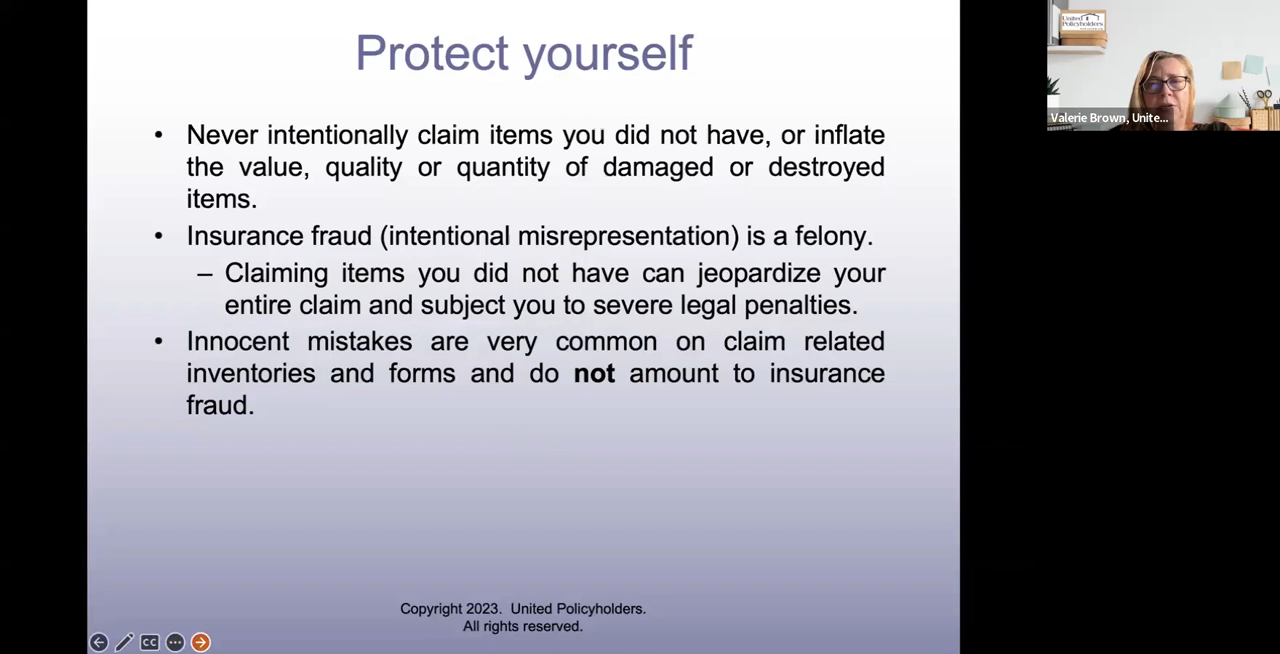 Protect yourself
• Never intentionally claim items you did not have, or inflate
the value, quality or quantity of damaged or destroyed
items.
• Insurance fraud (intentional misrepresentation) is a felony.
– Claiming items you did not have can jeopardize your
entire claim and subject you to severe legal penalties.
• Innocent mistakes are very common on claim related
inventories and forms and do not amount to insurance
fraud.
Copyright 2023. United Policyholders.
All rights reserved.
CC
United
Policyholders
Valerie Brown, Unite...